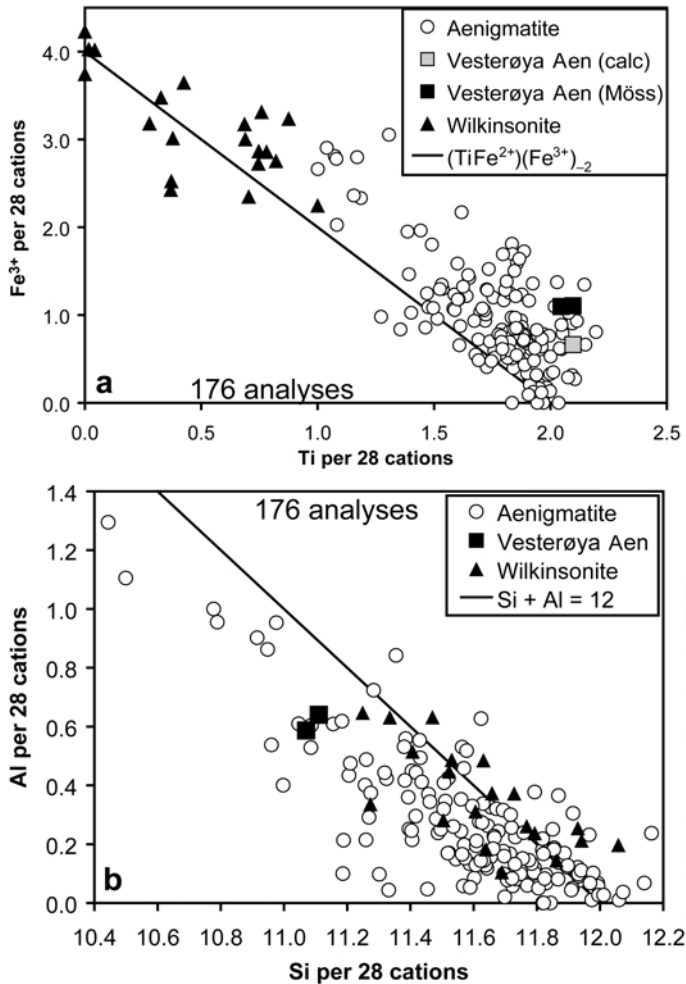 4.0
3.0
2.0
1.0
0.0
Fe³⁺ per 28 cations
Aenigmatite
Vesterøya Aen (calc)
Vesterøya Aen (Möss)
Wilkinsonite
(TiFe²⁺)(Fe³⁺)₋₂
a
176 analyses
0.0 0.5 1.0 1.5 2.0 2.5
Ti per 28 cations
1.4
1.2
1.0
0.8
0.6
0.4
0.2
0.0
Al per 28 cations
176 analyses
Aenigmatite
Vesterøya Aen
Wilkinsonite
Si + Al = 12
b
10.4 10.6 10.8 11.0 11.2 11.4 11.6 11.8 12.0 12.2
Si per 28 cations